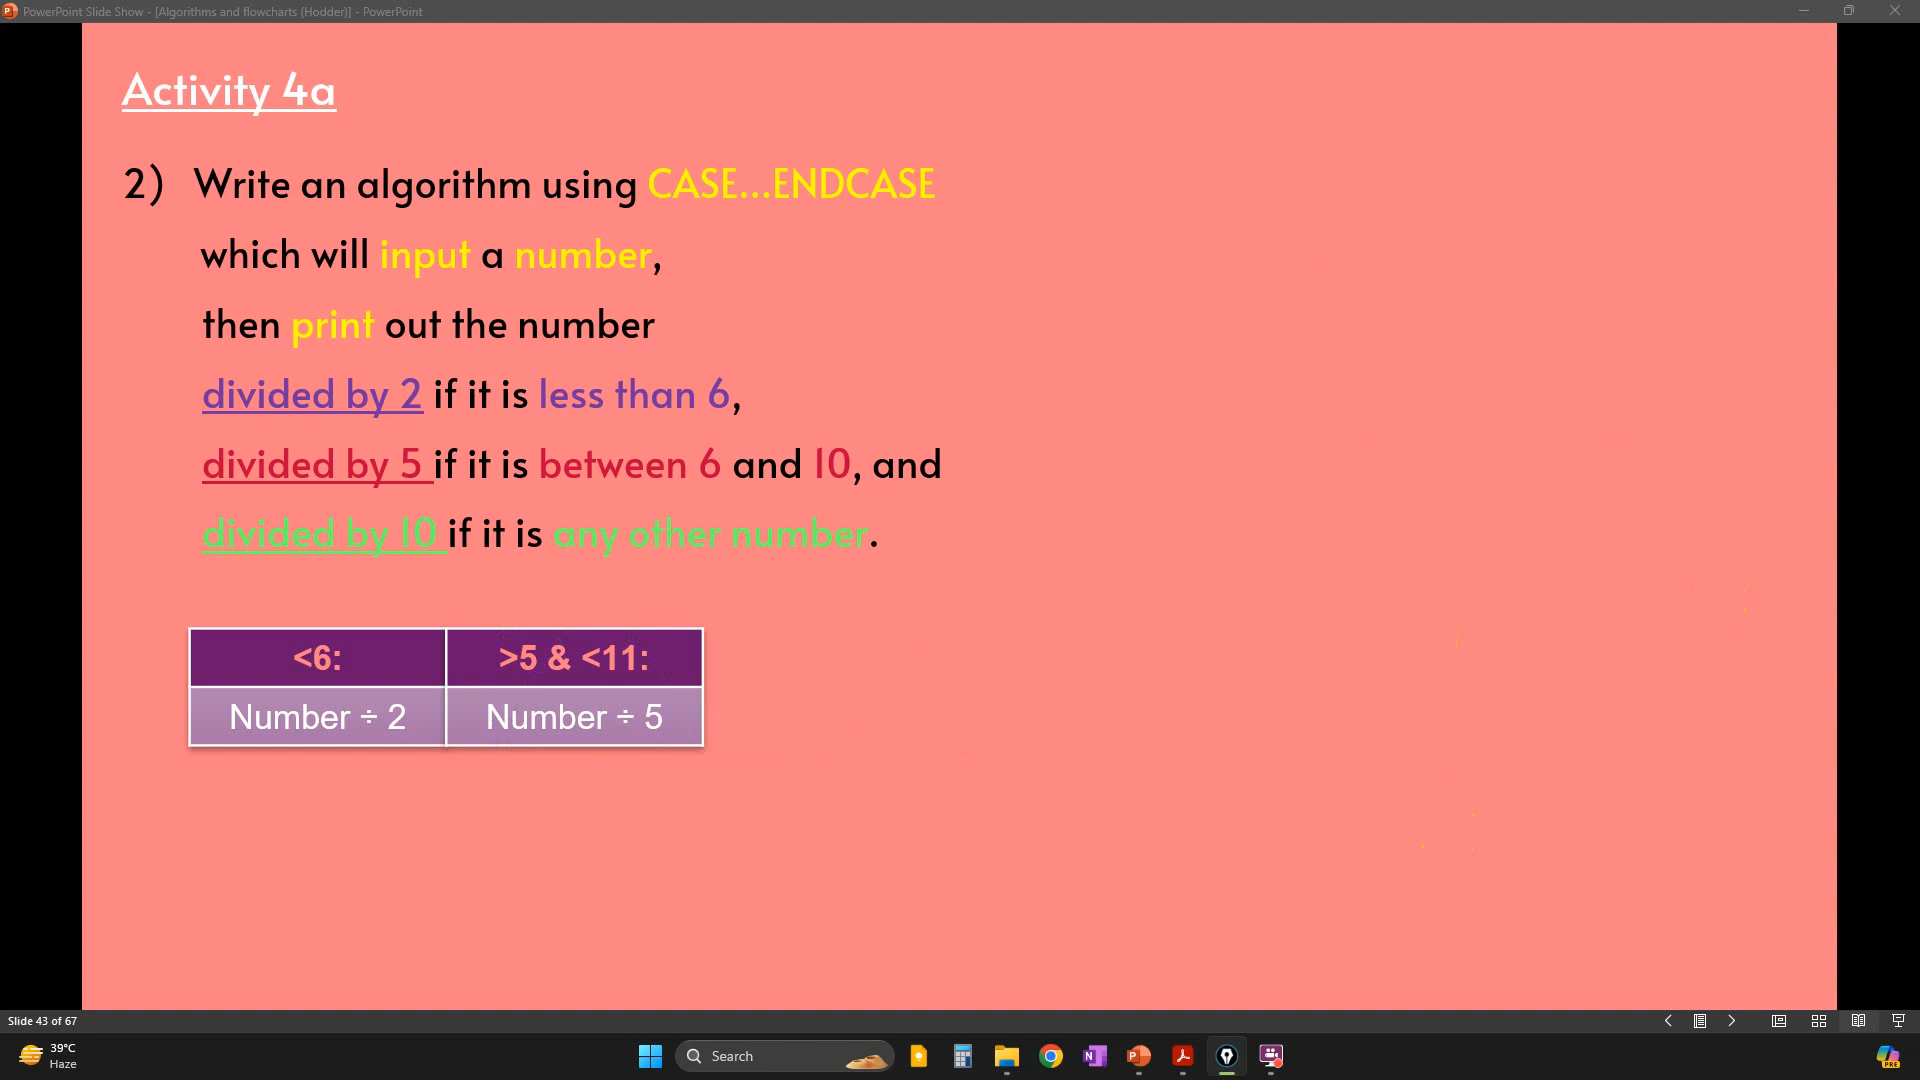 PowerPoint Slide Show - [Algorithms and flowcharts (Hodder)] - PowerPoint
Activity 4a
2) Write an algorithm using CASE...ENDCASE
which will input a number,
then print out the number
divided by 2 if it is less than 6,
divided by 5 if it is between 6 and 10, and
divided by 10 if it is any other number.
<6: >5 & <11:
Number ÷ 2 Number ÷ 5
Slide 43 of 67
39°C
Haze
Search
PRE